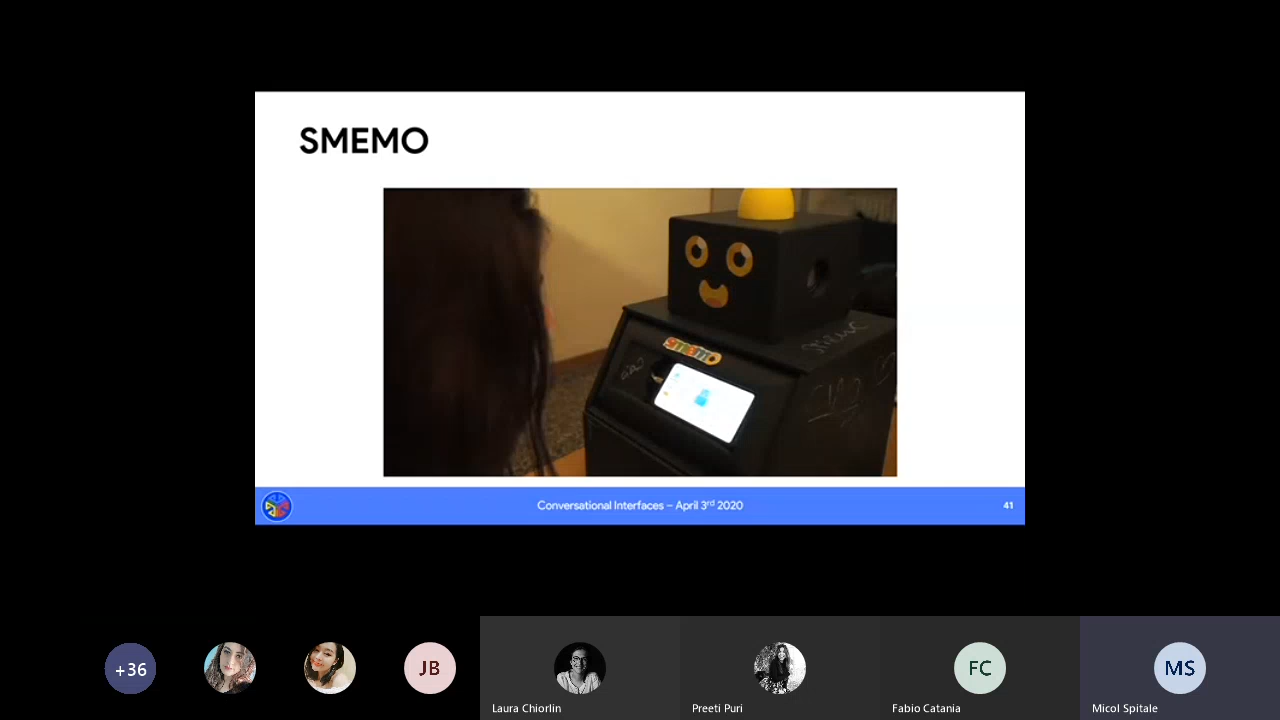 SMEMO
smemo
Conversational Interfaces – April 3rd 2020
41
+36
JB
FC
MS
Laura Chiorlin
Preeti Puri
Fabio Catania
Micol Spitale